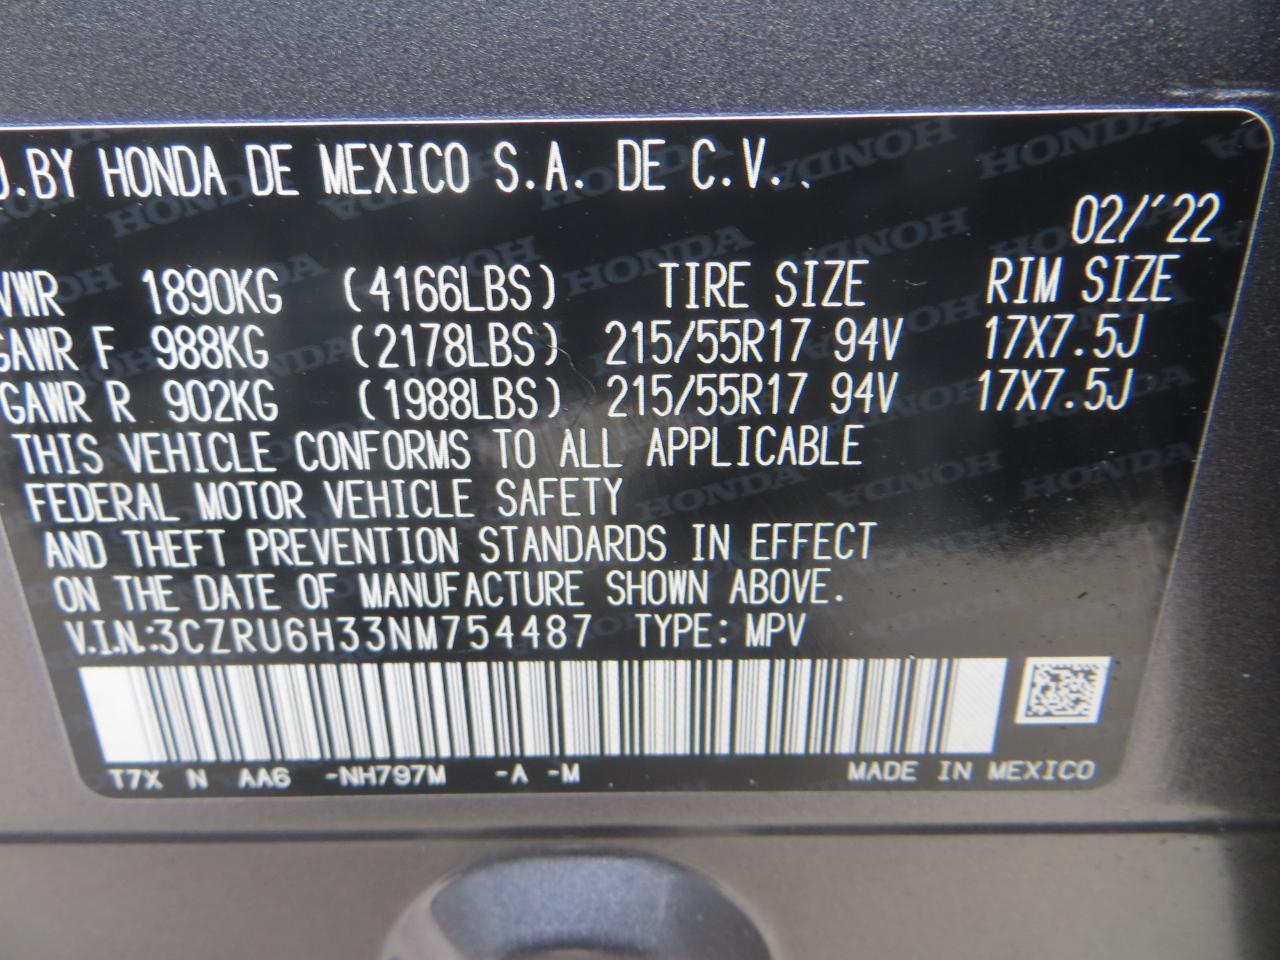 D.BY HONDA DE MEXICO S.A. DE C.V..
02/'22
VWR 1890KG (4166LBS) TIRE SIZE RIM SIZE
GAWR F 988KG (2178LBS) 215/55R17 94V 17X7.5J
GAWR R 902KG (1988LBS) 215/55R17 94V 17X7.5J
THIS VEHICLE CONFORMS TO ALL APPLICABLE
FEDERAL MOTOR VEHICLE SAFETY
AND THEFT PREVENTION STANDARDS IN EFFECT
ON THE DATE OF MANUFACTURE SHOWN ABOVE.
V.I.N.:3CZRU6H33NM754487 TYPE: MPV
T7X N AA6 -NH797M -A -M MADE IN MEXICO